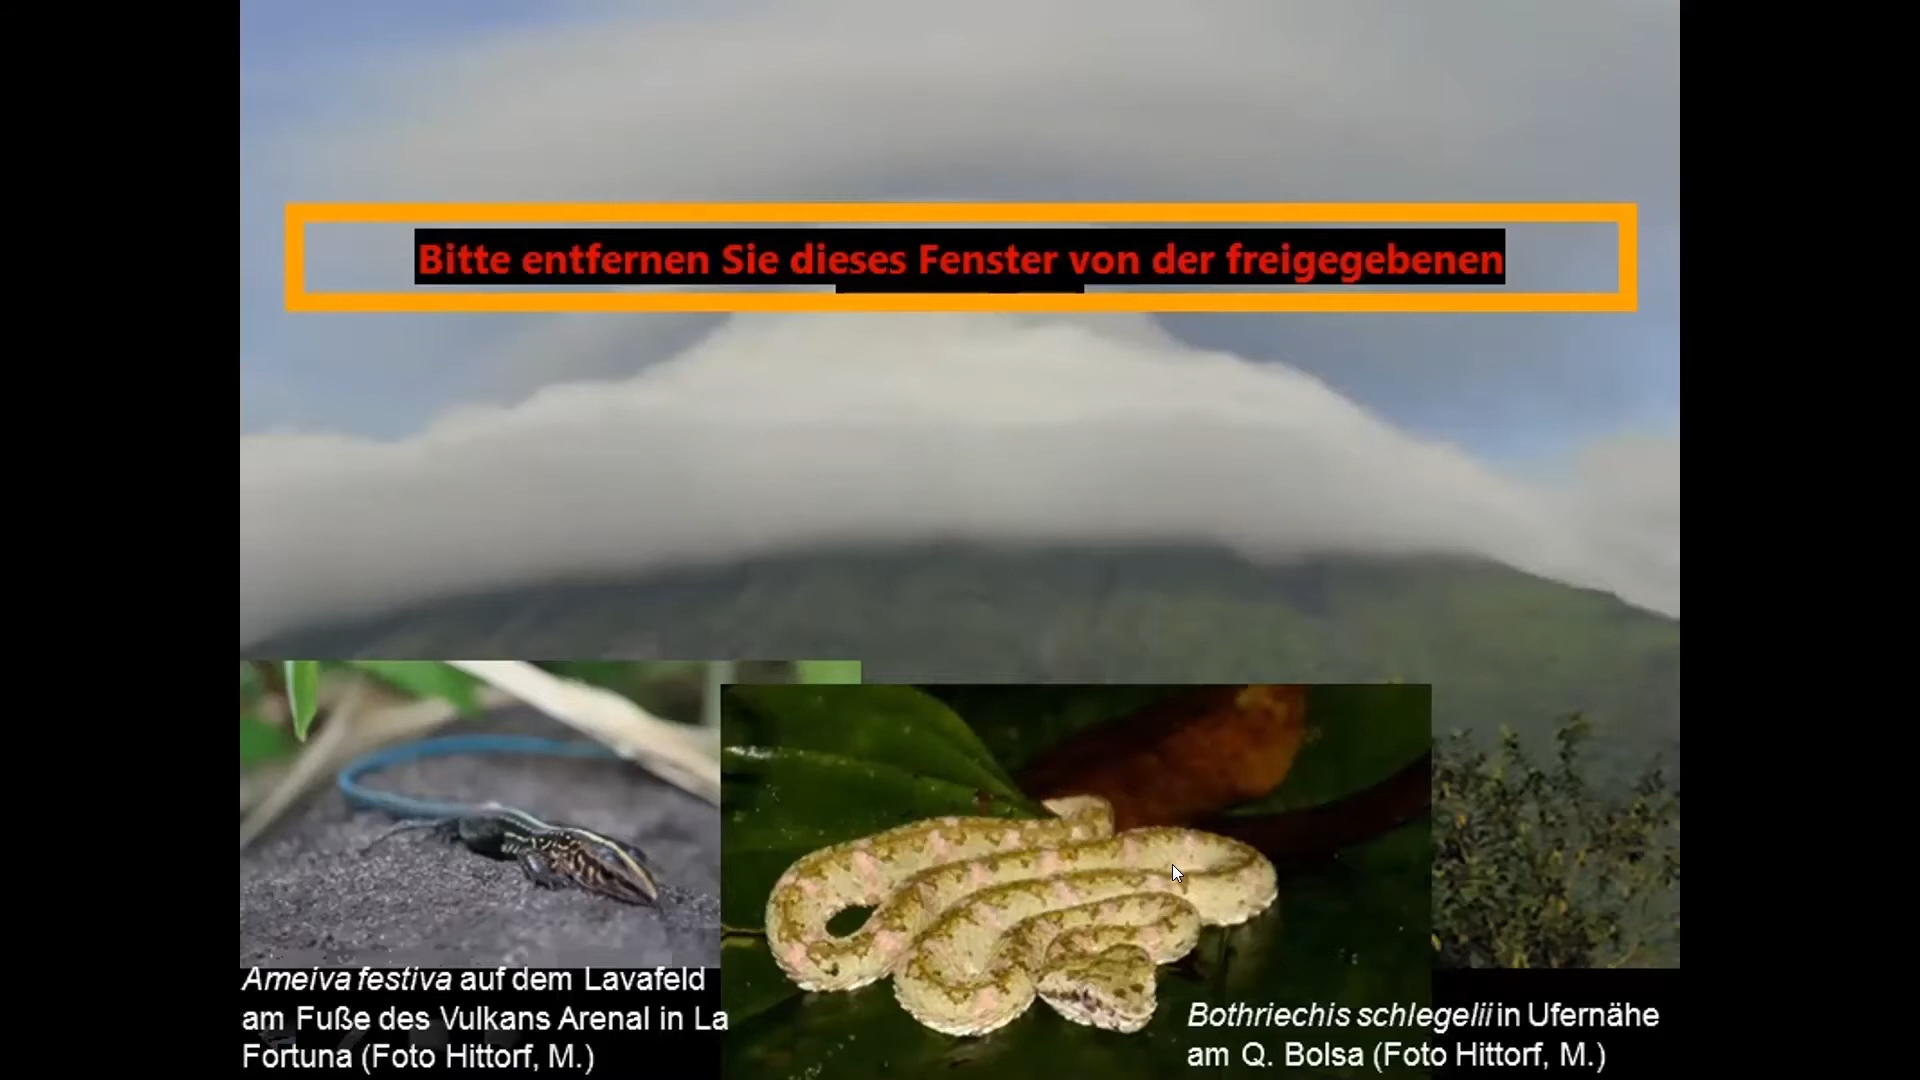 Bitte entfernen Sie dieses Fenster von der freigegebenen
Ameiva festiva auf dem Lavafeld
am Fuße des Vulkans Arenal in La
Fortuna (Foto Hittorf, M.)
Bothriechis schlegelii in Ufernähe
am Q. Bolsa (Foto Hittorf, M.)